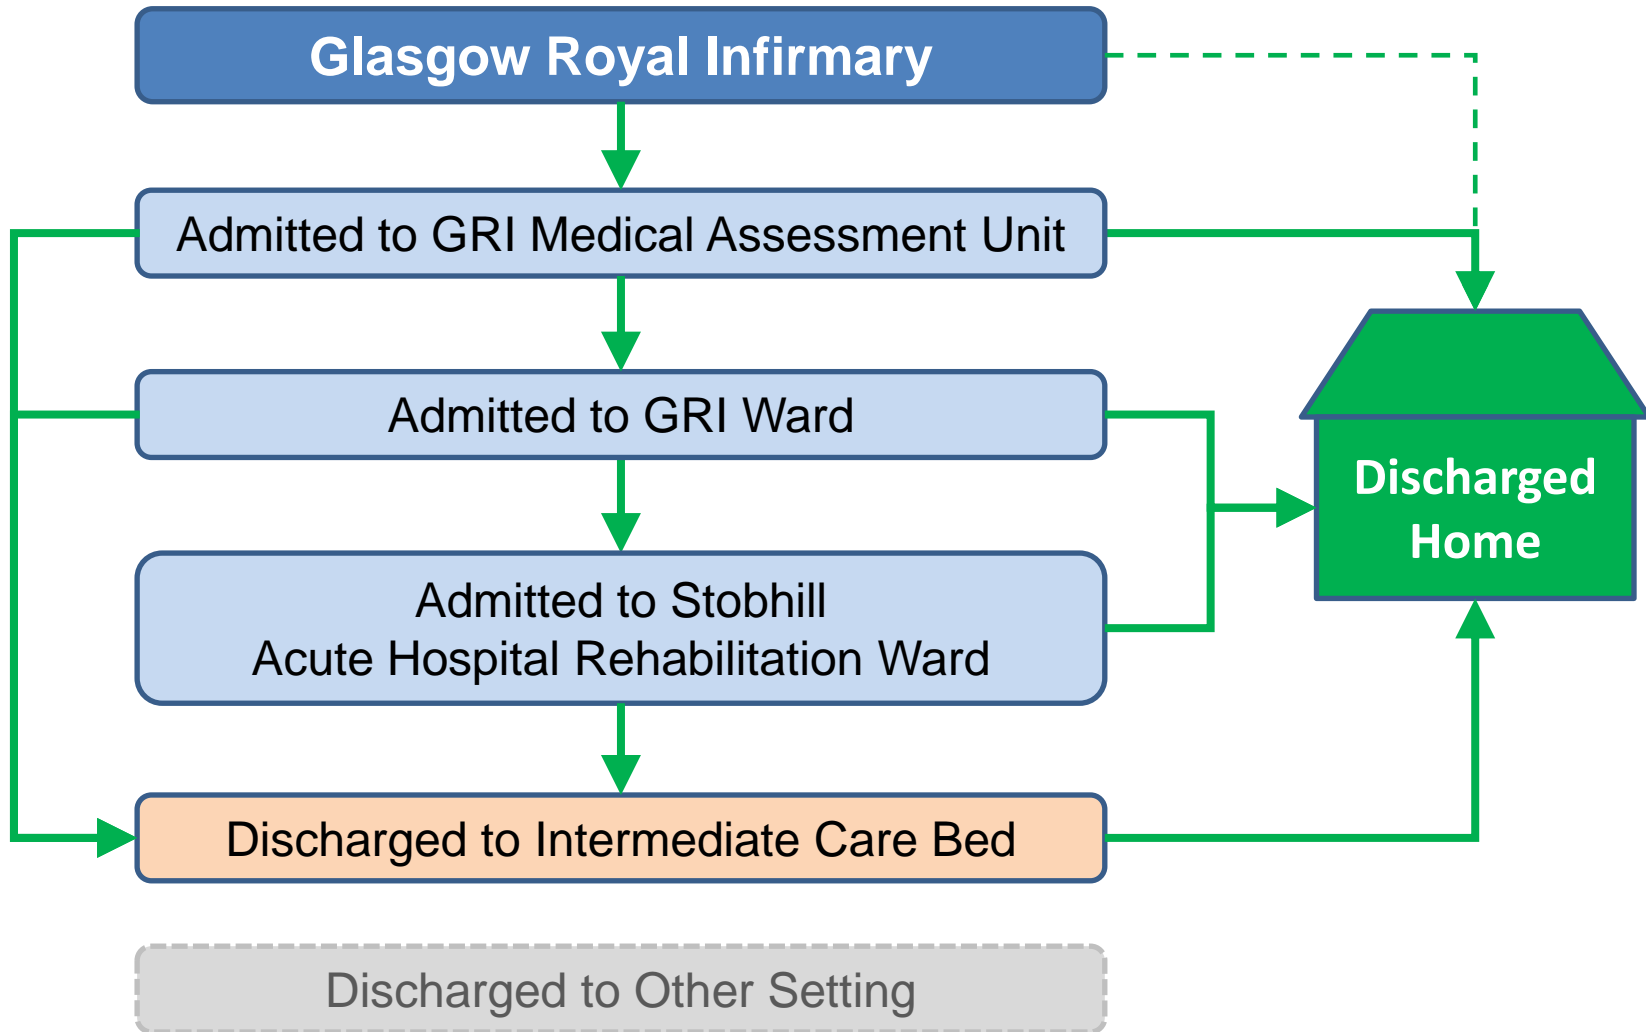 Glasgow Royal Infirmary
Admitted to GRI Medical Assessment Unit
Admitted to GRI Ward
Admitted to Stobhill
Acute Hospital Rehabilitation Ward
Discharged to Intermediate Care Bed
Discharged to Other Setting
Discharged
Home